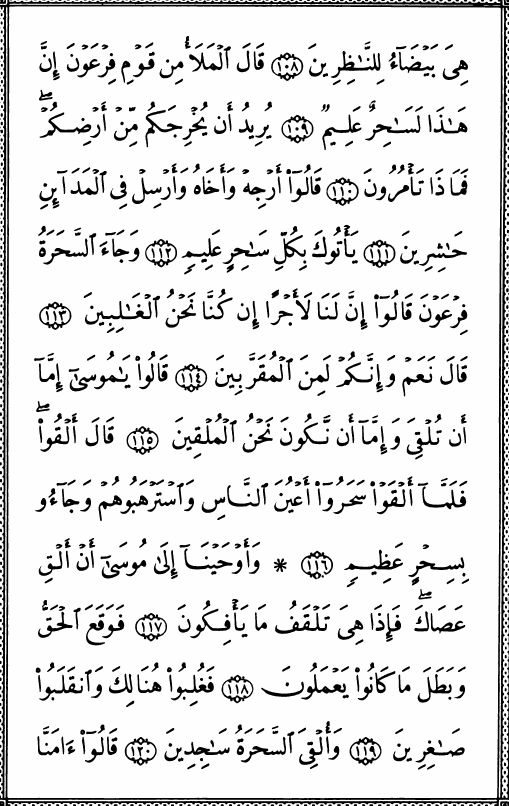 هِىَ بَيْضَآءُ لِلنَّـٰظِرِينَ ﴿١٠٨﴾ قَالَ ٱلْمَلَأُ مِن قَوْمِ فِرْعَوْنَ إِنَّ
هَـٰذَا لَسَـٰحِرٌ عَلِيمٌ ﴿١٠٩﴾ يُرِيدُ أَن يُخْرِجَكُم مِّنْ أَرْضِكُمْۖ
فَمَاذَا تَأْمُرُونَ ﴿١١٠﴾ قَالُوٓا۟ أَرْجِهْ وَأَخَاهُ وَأَرْسِلْ فِى ٱلْمَدَآئِنِ
حَـٰشِرِينَ ﴿١١١﴾ يَأْتُوكَ بِكُلِّ سَـٰحِرٍ عَلِيمٍ ﴿١١٢﴾ وَجَآءَ ٱلسَّحَرَةُ
فِرْعَوْنَ قَالُوٓا۟ إِنَّ لَنَا لَأَجْرًا إِن كُنَّا نَحْنُ ٱلْغَـٰلِبِينَ ﴿١١٣﴾
قَالَ نَعَمْ وَإِنَّكُمْ لَمِنَ ٱلْمُقَرَّبِينَ ﴿١١٤﴾ قَالُوا۟ يَـٰمُوسَىٰٓ إِمَّآ
أَن تُلْقِىَ وَإِمَّآ أَن نَّكُونَ نَحْنُ ٱلْمُلْقِينَ ﴿١١٥﴾ قَالَ أَلْقُوا۟ۖ
فَلَمَّآ أَلْقَوْا۟ سَحَرُوٓا۟ أَعْيُنَ ٱلنَّاسِ وَٱسْتَرْهَبُوهُمْ وَجَآءُو
بِسِحْرٍ عَظِيمٍ ﴿١١٦﴾ * وَأَوْحَيْنَآ إِلَىٰ مُوسَىٰٓ أَنْ أَلْقِ
عَصَاكَۖ فَإِذَا هِىَ تَلْقَفُ مَا يَأْفِكُونَ ﴿١١٧﴾ فَوَقَعَ ٱلْحَقُّ
وَبَطَلَ مَا كَانُوا۟ يَعْمَلُونَ ﴿١١٨﴾ فَغُلِبُوا۟ هُنَالِكَ وَٱنقَلَبُوا۟
صَـٰغِرِينَ ﴿١١٩﴾ وَأُلْقِىَ ٱلسَّحَرَةُ سَـٰجِدِينَ ﴿١٢٠﴾ قَالُوٓا۟ ءَامَنَّا